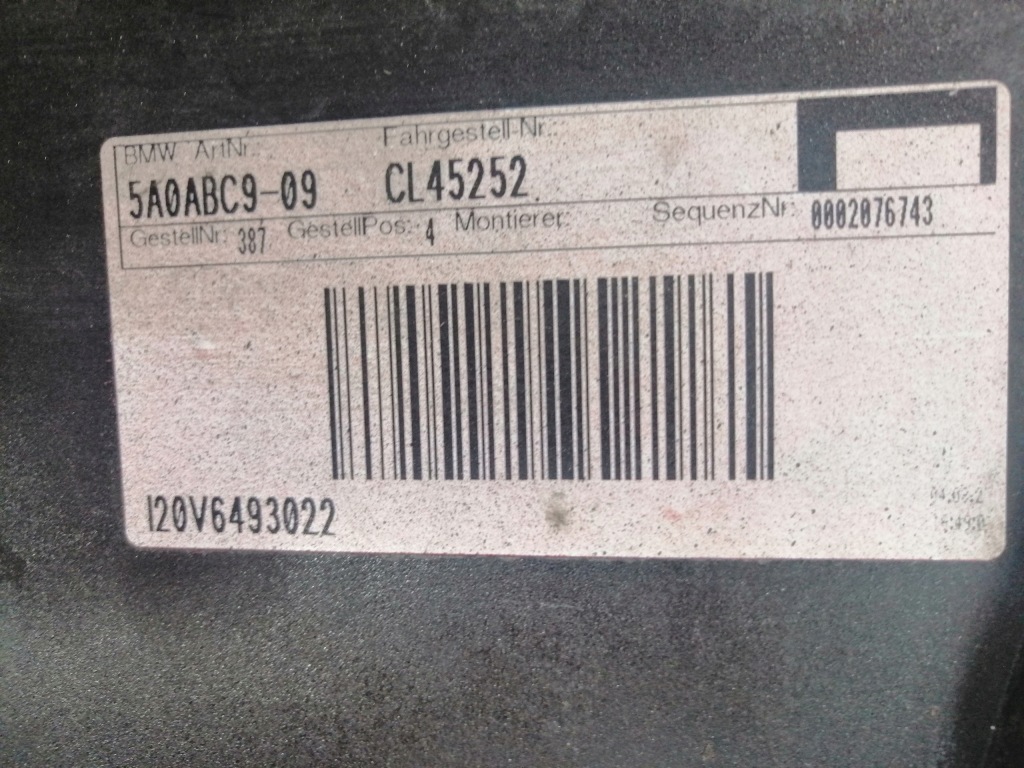 BMW ArtNr.: Fahrgestell-Nr.:
5A0ABC9-09 CL45252
GestellNr: 387 GestellPos: 4 Montierer: SequenzNr: 0002076743
I20V6493022